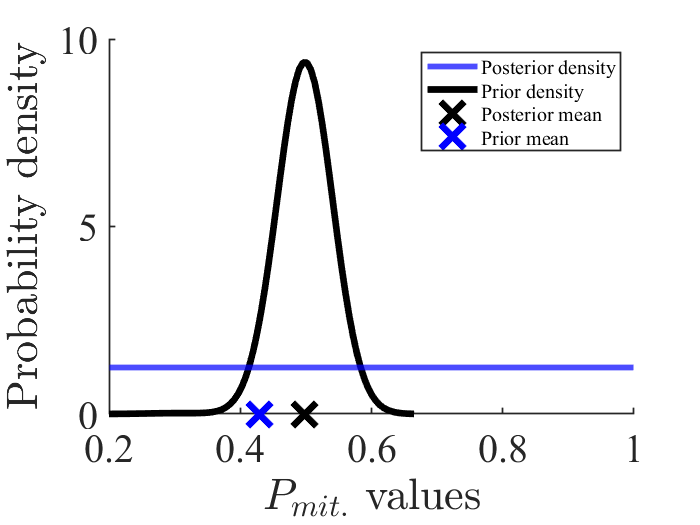 10
5
0
0.2 0.4 0.6 0.8 1
Probability density
P_mit. values
Posterior density
Prior density
Posterior mean
Prior mean